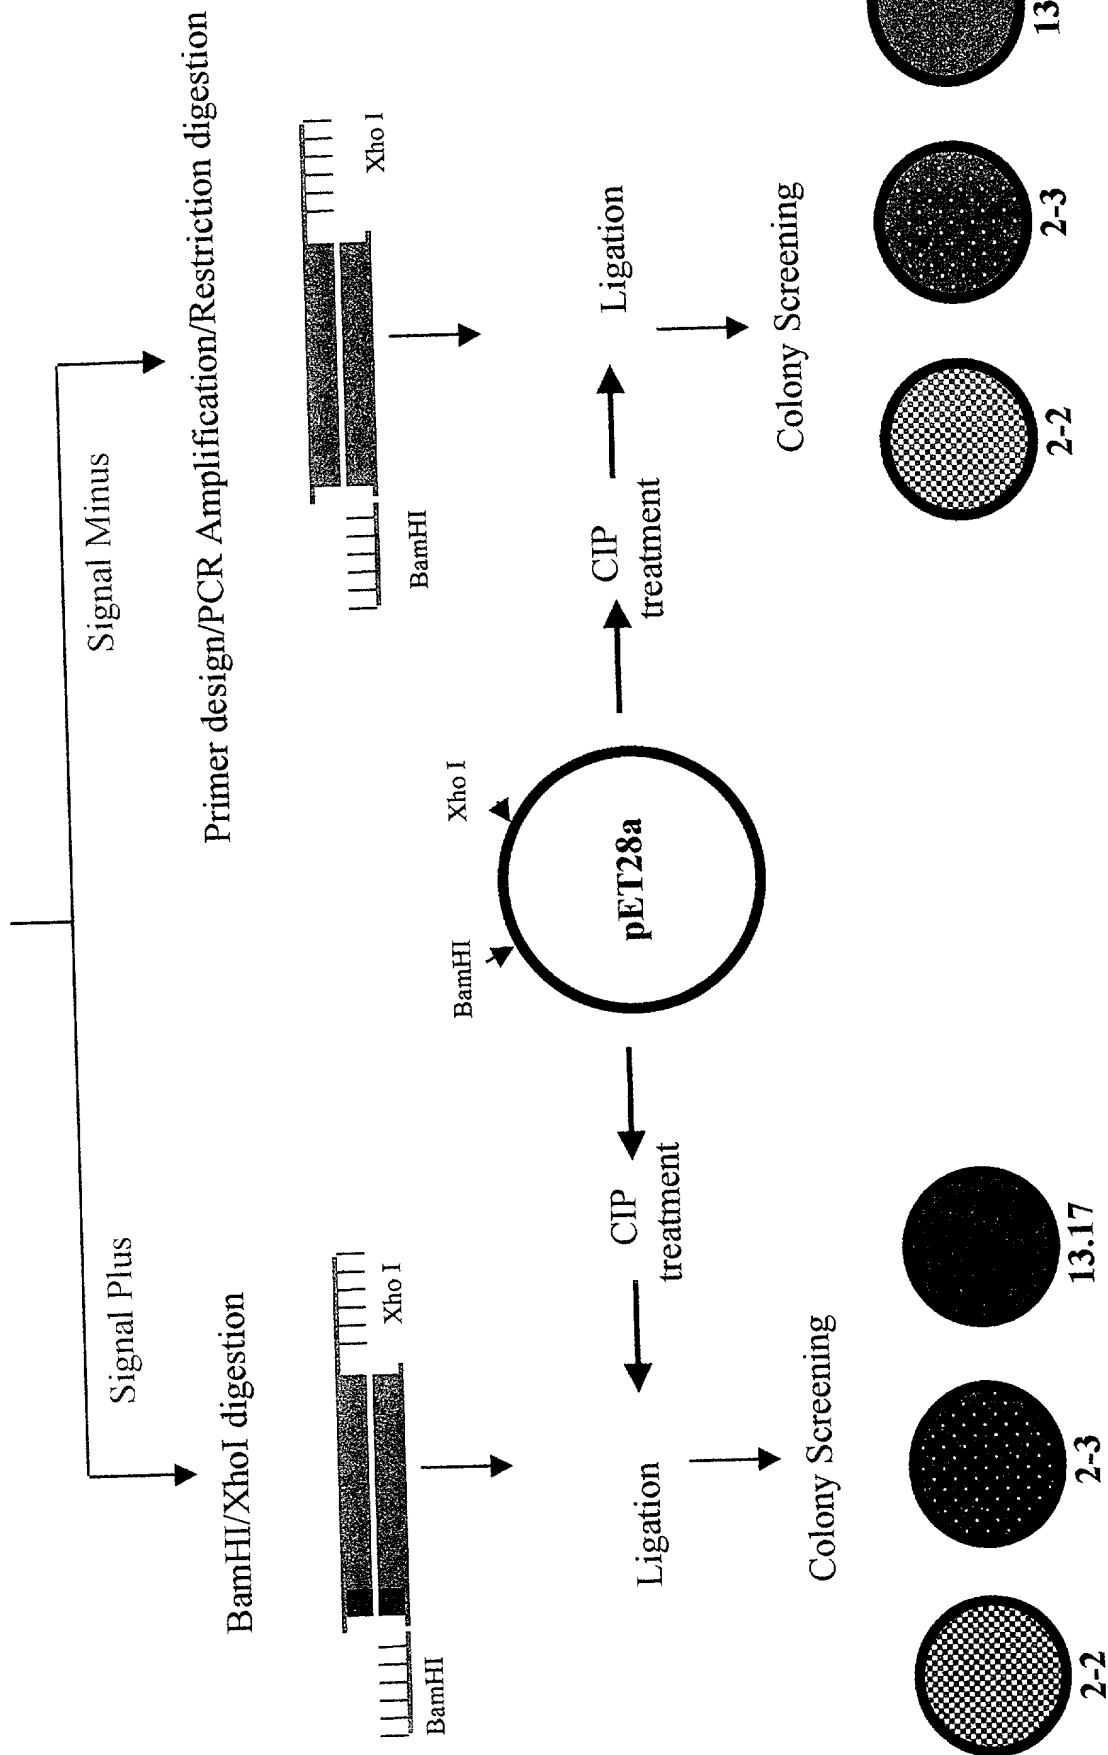 Signal Plus
Signal Minus
BamHI/XhoI digestion
Primer design/PCR Amplification/Restriction digestion
BamHI
Xho I
BamHI
Xho I
BamHI
Xho I
pET28a
Ligation
CIP
treatment
CIP
treatment
Ligation
Colony Screening
Colony Screening
2-2
2-3
13.17
2-2
2-3
13